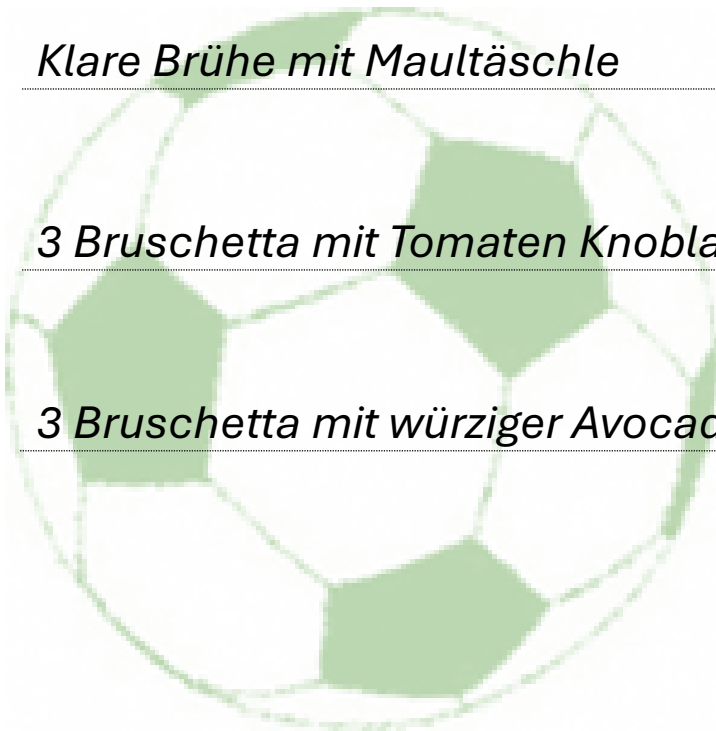 Klare Brühe mit Maultäschle
3 Bruschetta mit Tomaten Knobla
3 Bruschetta mit würziger Avocad